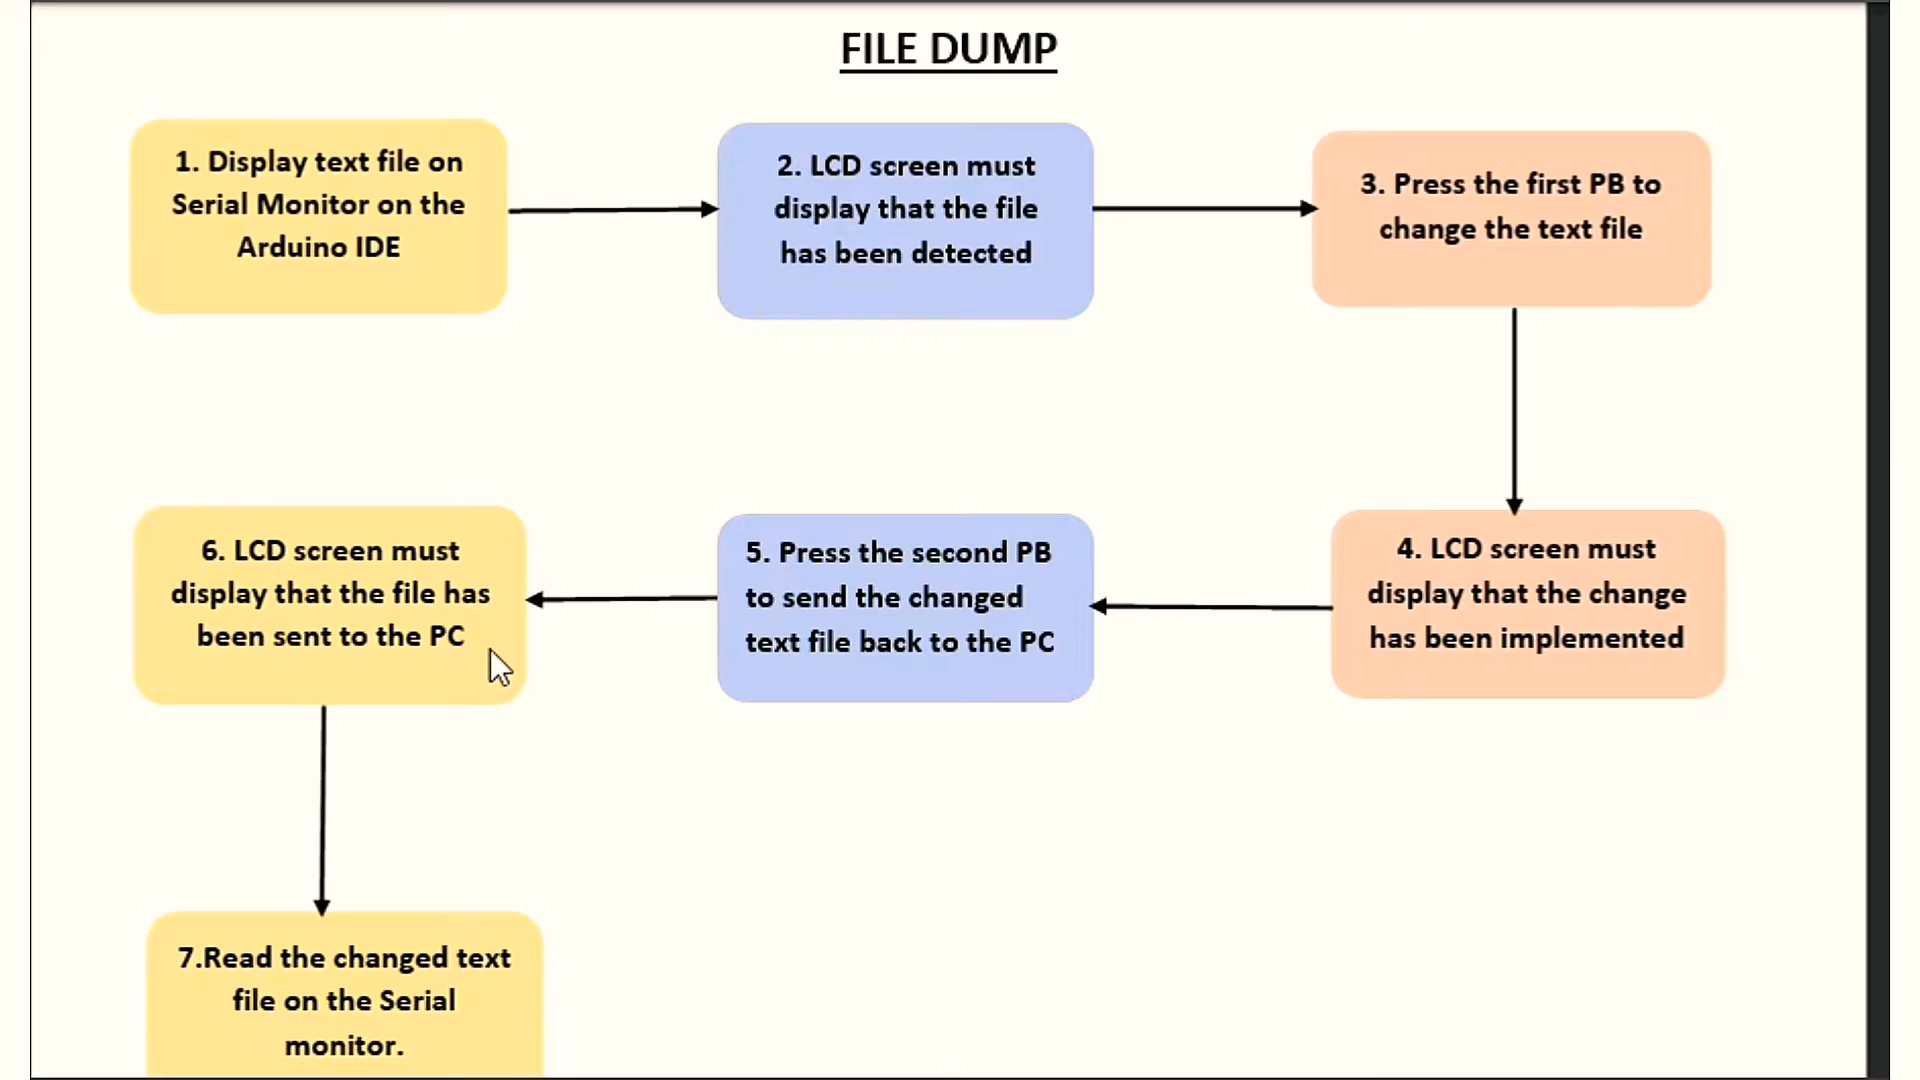 FILE DUMP
1. Display text file on
Serial Monitor on the
Arduino IDE
2. LCD screen must
display that the file
has been detected
3. Press the first PB to
change the text file
4. LCD screen must
display that the change
has been implemented
5. Press the second PB
to send the changed
text file back to the PC
6. LCD screen must
display that the file has
been sent to the PC
7.Read the changed text
file on the Serial
monitor.